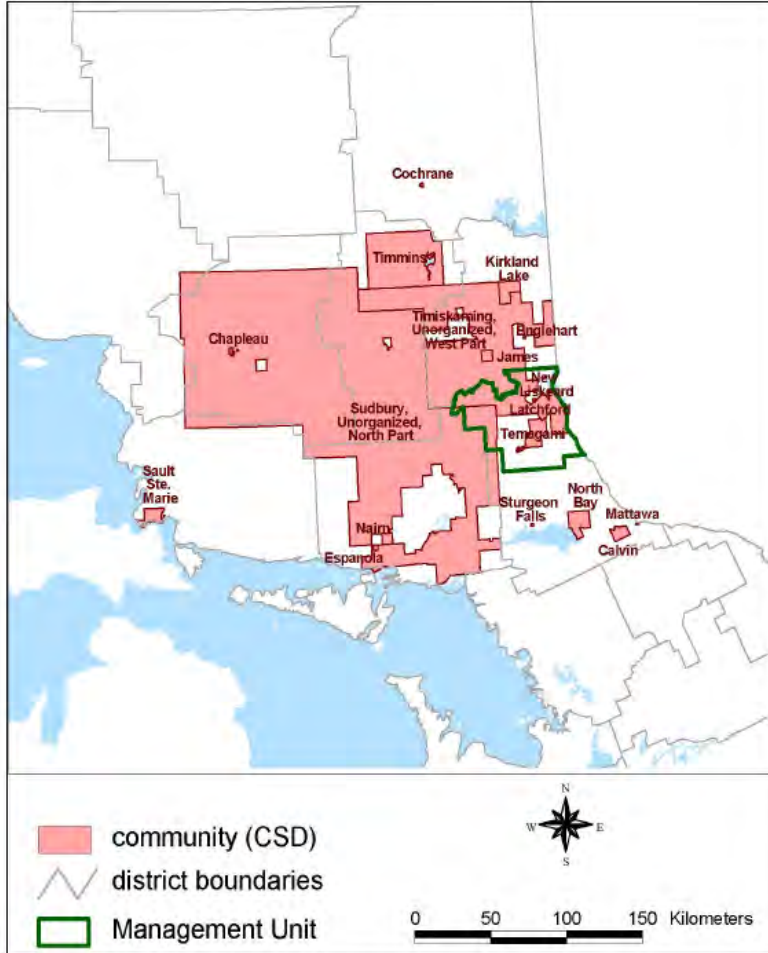 Cochrane
Timmins
Kirkland
Lake
Timiskaming,
Unorganized,
West Part
Englehart
Chapleau
James
New
Liskeard
Sudbury,
Unorganized,
North Part
Latchford
Temagami
Sault
Ste.
Marie
Sturgeon
Falls
North
Bay
Mattawa
Nairn
Espanola
Calvin
community (CSD)
district boundaries
Management Unit
N
W
E
S
0 50 100 150 Kilometers